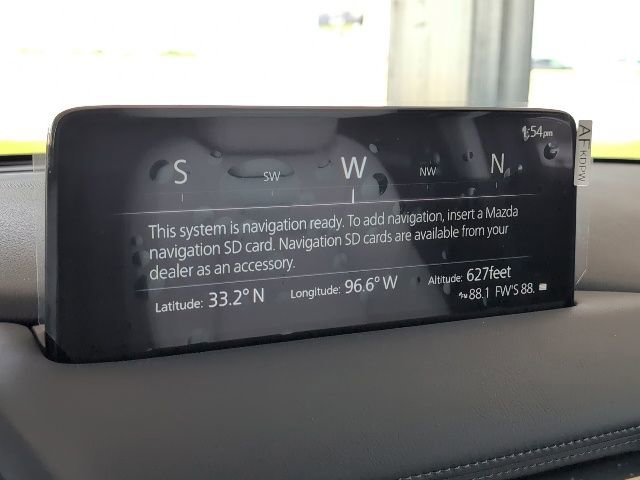 1:54pm
S SW W NW N
This system is navigation ready. To add navigation, insert a Mazda
navigation SD card. Navigation SD cards are available from your
dealer as an accessory.
Latitude: 33.2° N Longitude: 96.6° W Altitude: 627feet
88.1 FW'S 88.
AF KDPW